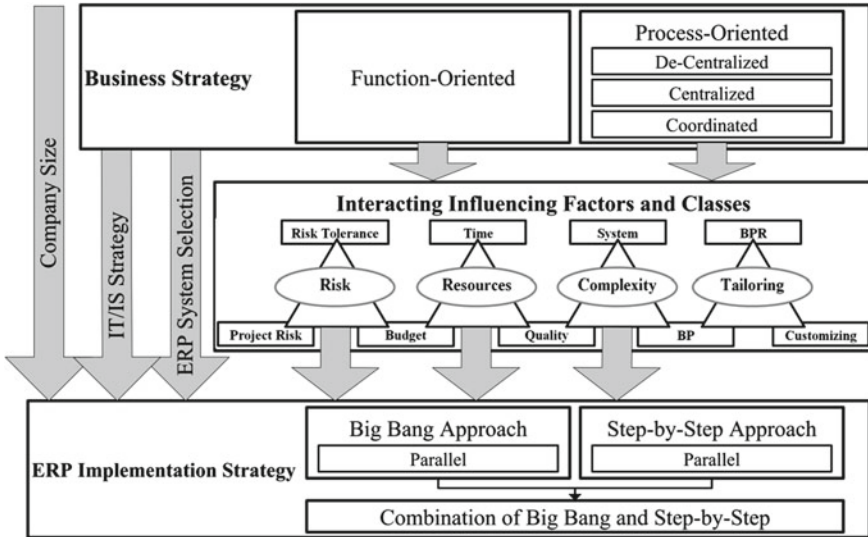 Business Strategy
Function-Oriented
Process-Oriented
De-Centralized
Centralized
Coordinated
Company Size
IT/IS Strategy
ERP System Selection
Interacting Influencing Factors and Classes
Risk Tolerance
Time
System
BPR
Risk
Resources
Complexity
Tailoring
Project Risk
Budget
Quality
BP
Customizing
ERP Implementation Strategy
Big Bang Approach
Parallel
Step-by-Step Approach
Parallel
Combination of Big Bang and Step-by-Step